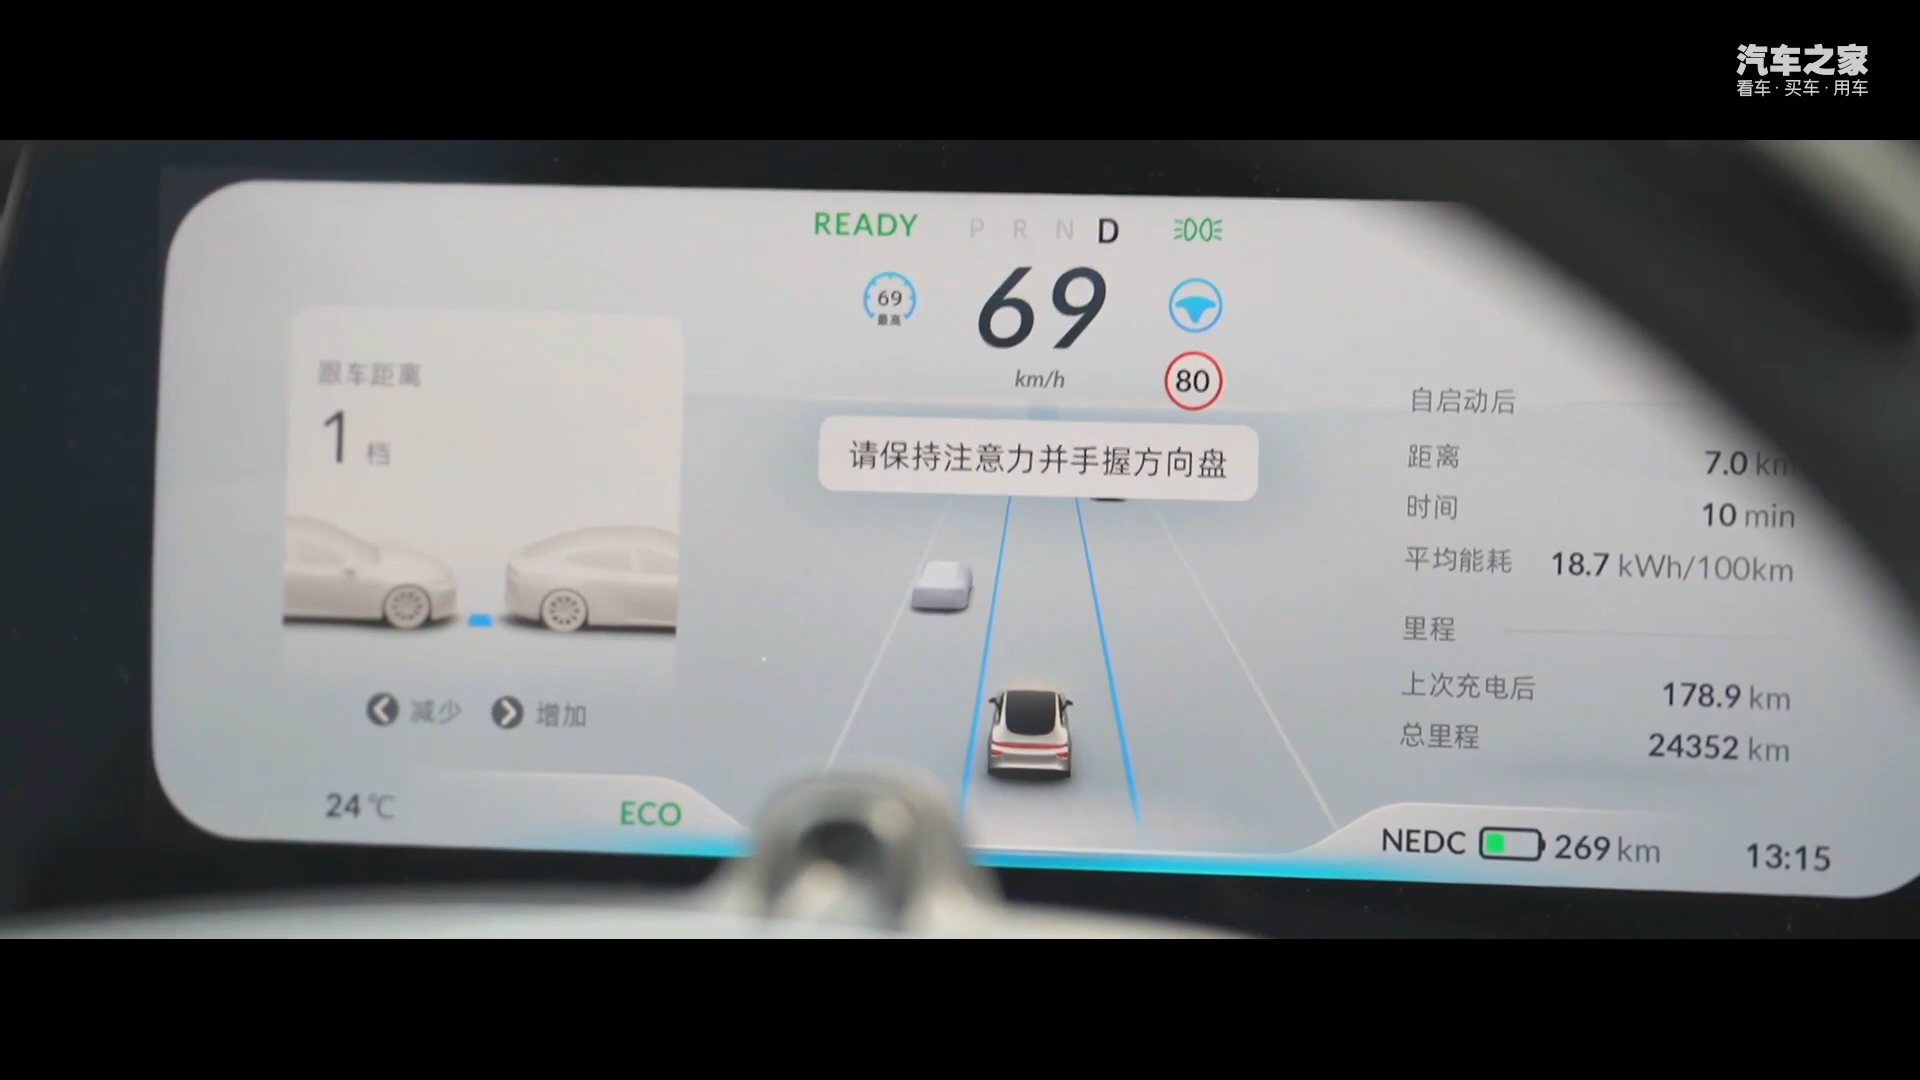 汽车之家
看车·买车·用车
READY P R N D
69
最高
69
km/h
80
请保持注意力并手握方向盘
跟车距离
1 档
减少 增加
24℃
ECO
自启动后
距离 7.0 km
时间 10 min
平均能耗 18.7 kWh/100km
里程
上次充电后 178.9 km
总里程 24352 km
NEDC 269 km
13:15